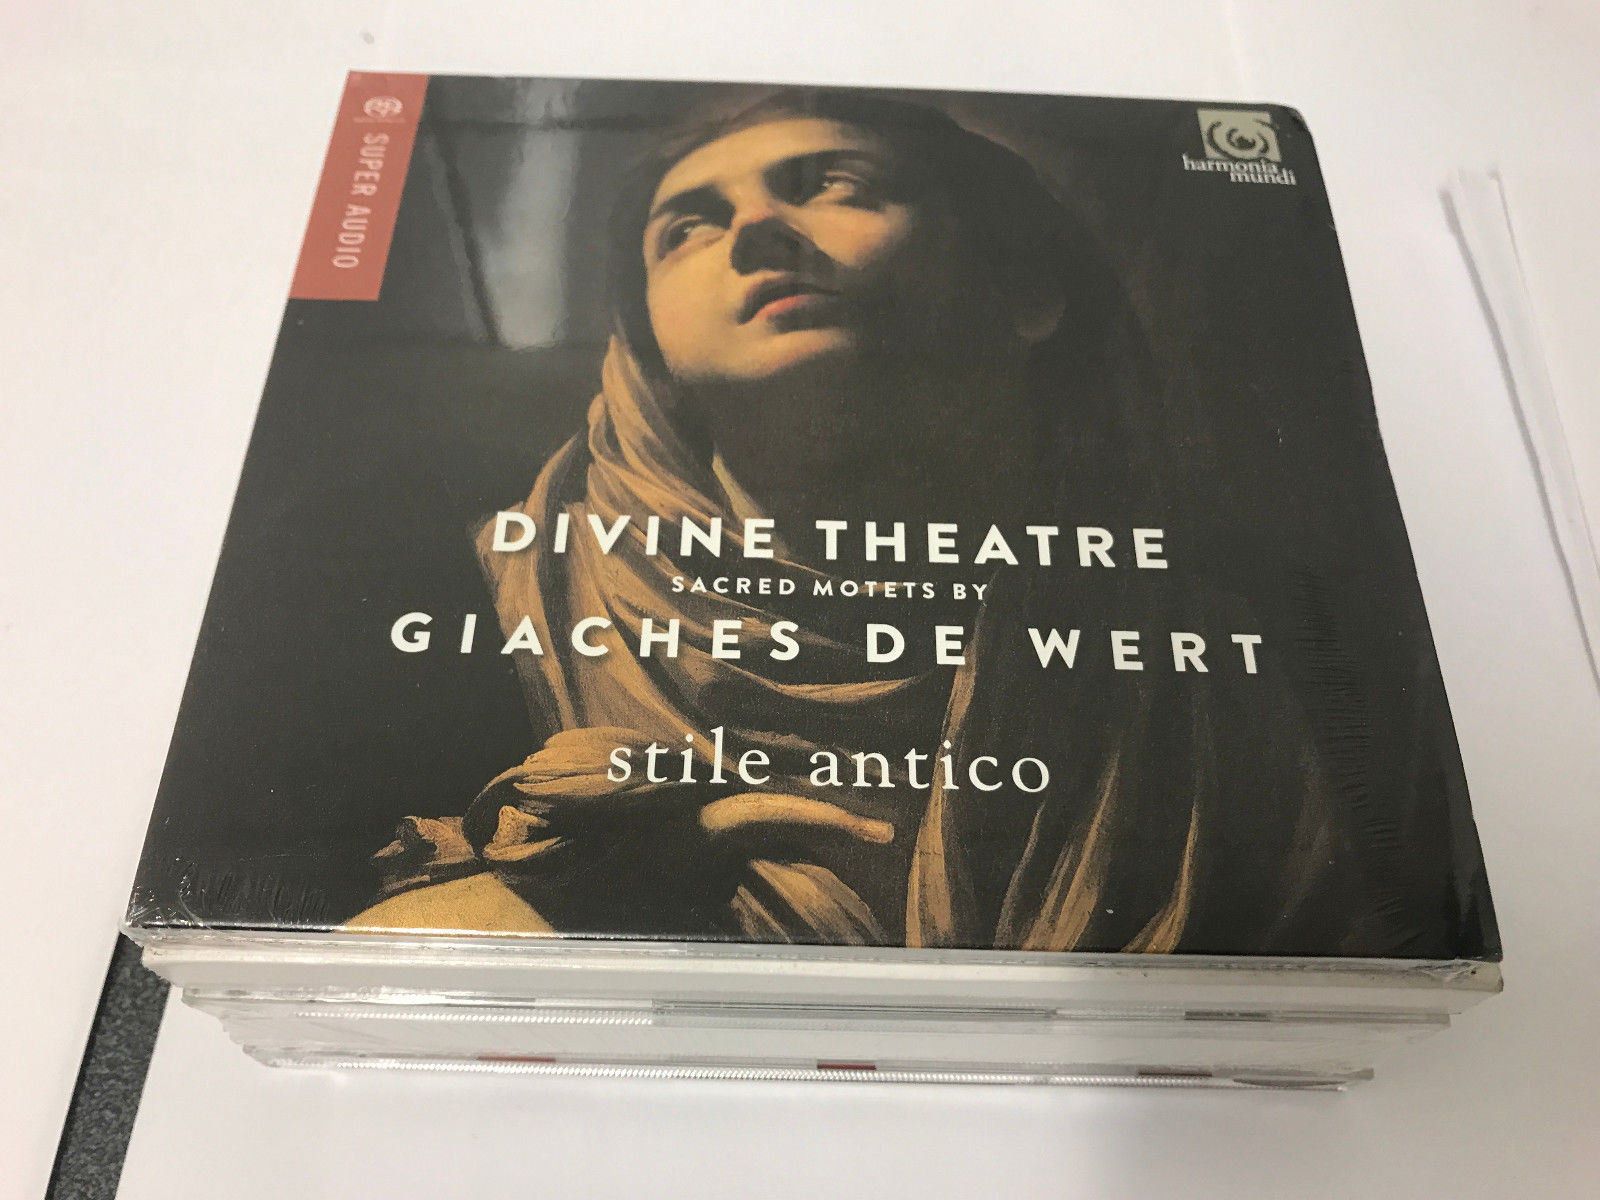 SUPER AUDIO
harmonia
mundi
DIVINE THEATRE
SACRED MOTETS BY
GIACHES DE WERT
stile antico